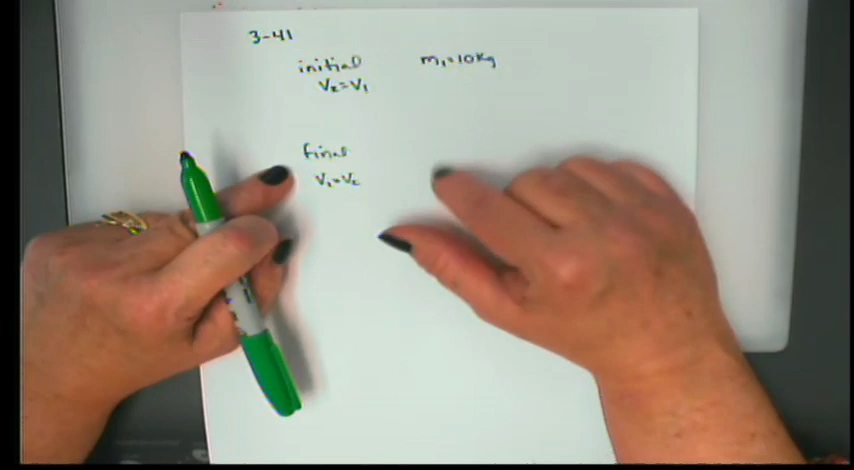 3-41
initial m₁=10kg
V₂=V₁
final
V₁=V₂